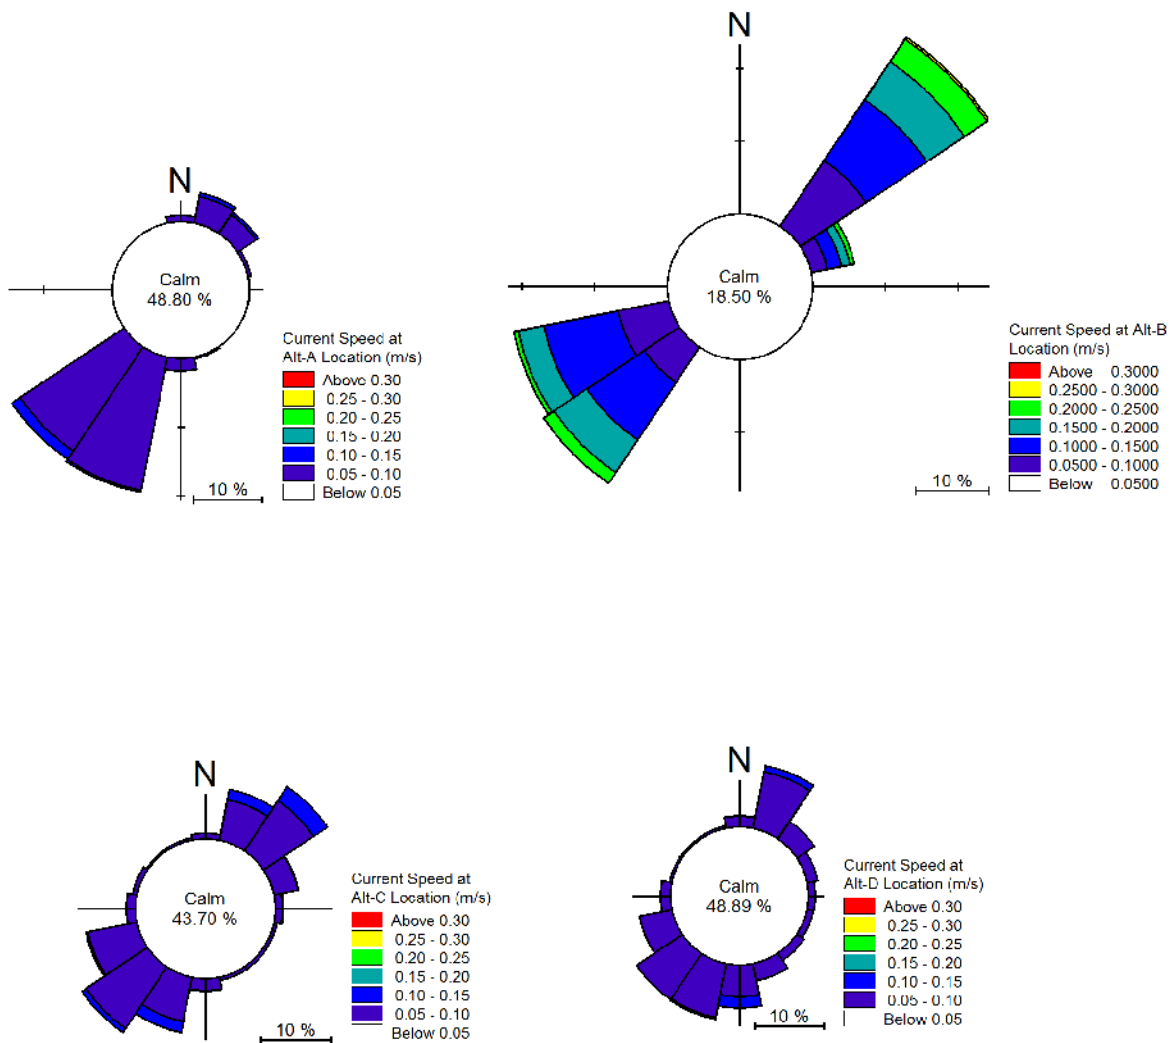 N
Calm
48.80 %
Current Speed at
Alt-A Location (m/s)
Above 0.30
0.25 - 0.30
0.20 - 0.25
0.15 - 0.20
0.10 - 0.15
0.05 - 0.10
Below 0.05
10 %
N
Calm
18.50 %
Current Speed at Alt-B
Location (m/s)
Above 0.3000
0.2500 - 0.3000
0.2000 - 0.2500
0.1500 - 0.2000
0.1000 - 0.1500
0.0500 - 0.1000
Below 0.0500
10 %
N
Calm
43.70 %
Current Speed at
Alt-C Location (m/s)
Above 0.30
0.25 - 0.30
0.20 - 0.25
0.15 - 0.20
0.10 - 0.15
0.05 - 0.10
Below 0.05
10 %
N
Calm
48.89 %
Current Speed at
Alt-D Location (m/s)
Above 0.30
0.25 - 0.30
0.20 - 0.25
0.15 - 0.20
0.10 - 0.15
0.05 - 0.10
Below 0.05
10 %